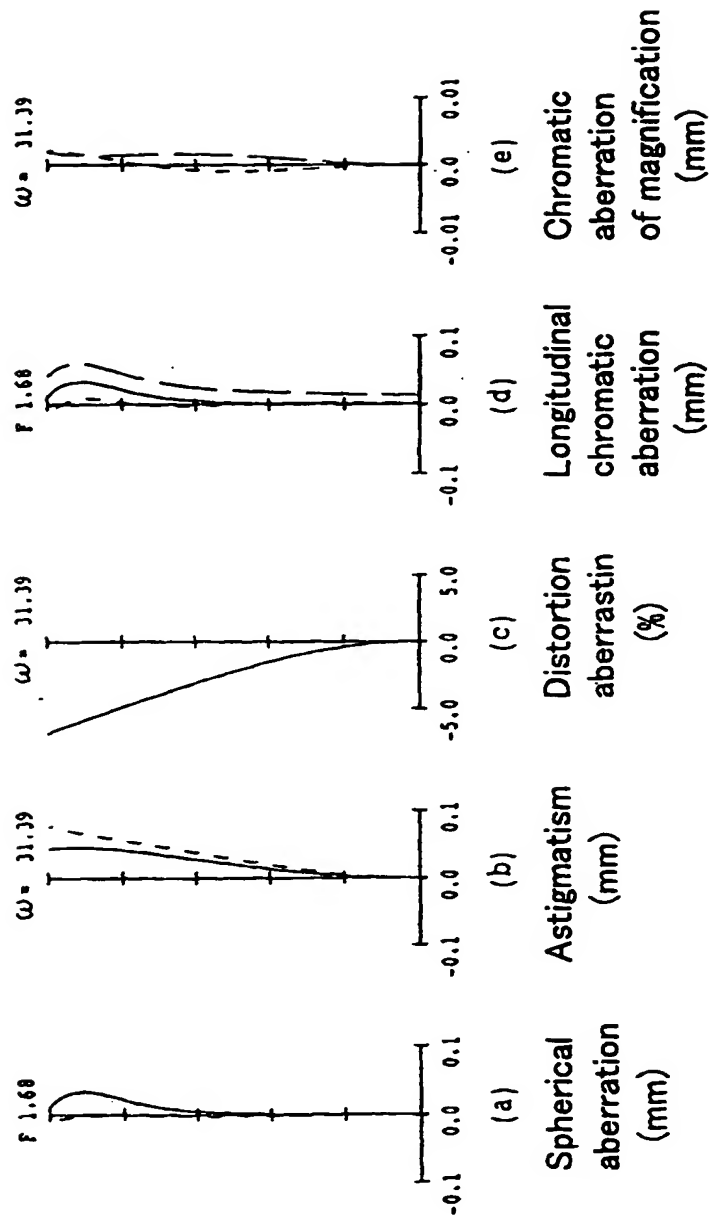 F 1.68
-0.1 0.0 0.1
(a)
Spherical
aberration
(mm)
ω= 31.39
-0.1 0.0 0.1
(b)
Astigmatism
(mm)
ω= 31.39
-5.0 0.0 5.0
(c)
Distortion
aberrastin
(%)
F 1.68
-0.1 0.0 0.1
(d)
Longitudinal
chromatic
aberration
(mm)
ω= 31.39
-0.01 0.0 0.01
(e)
Chromatic
aberration
of magnification
(mm)